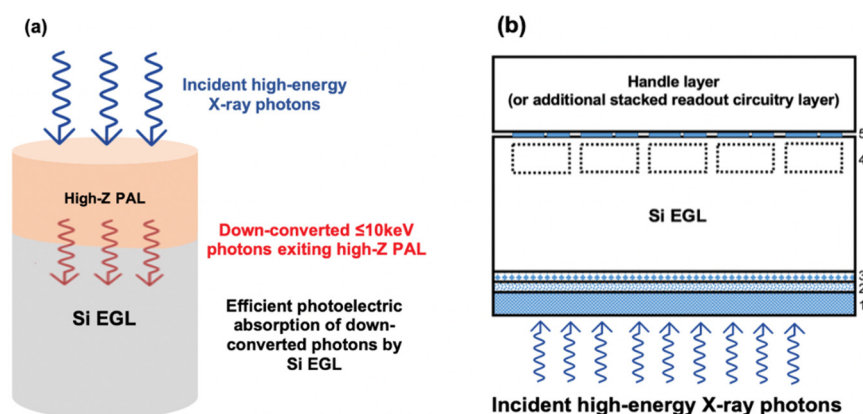 (a)
Incident high-energy
X-ray photons
High-Z PAL
Down-converted ≤10keV
photons exiting high-Z PAL
Si EGL
Efficient photoelectric
absorption of down-
converted photons by
Si EGL
(b)
Handle layer
(or additional stacked readout circuitry layer)
5
4
Si EGL
3
2
1
Incident high-energy X-ray photons